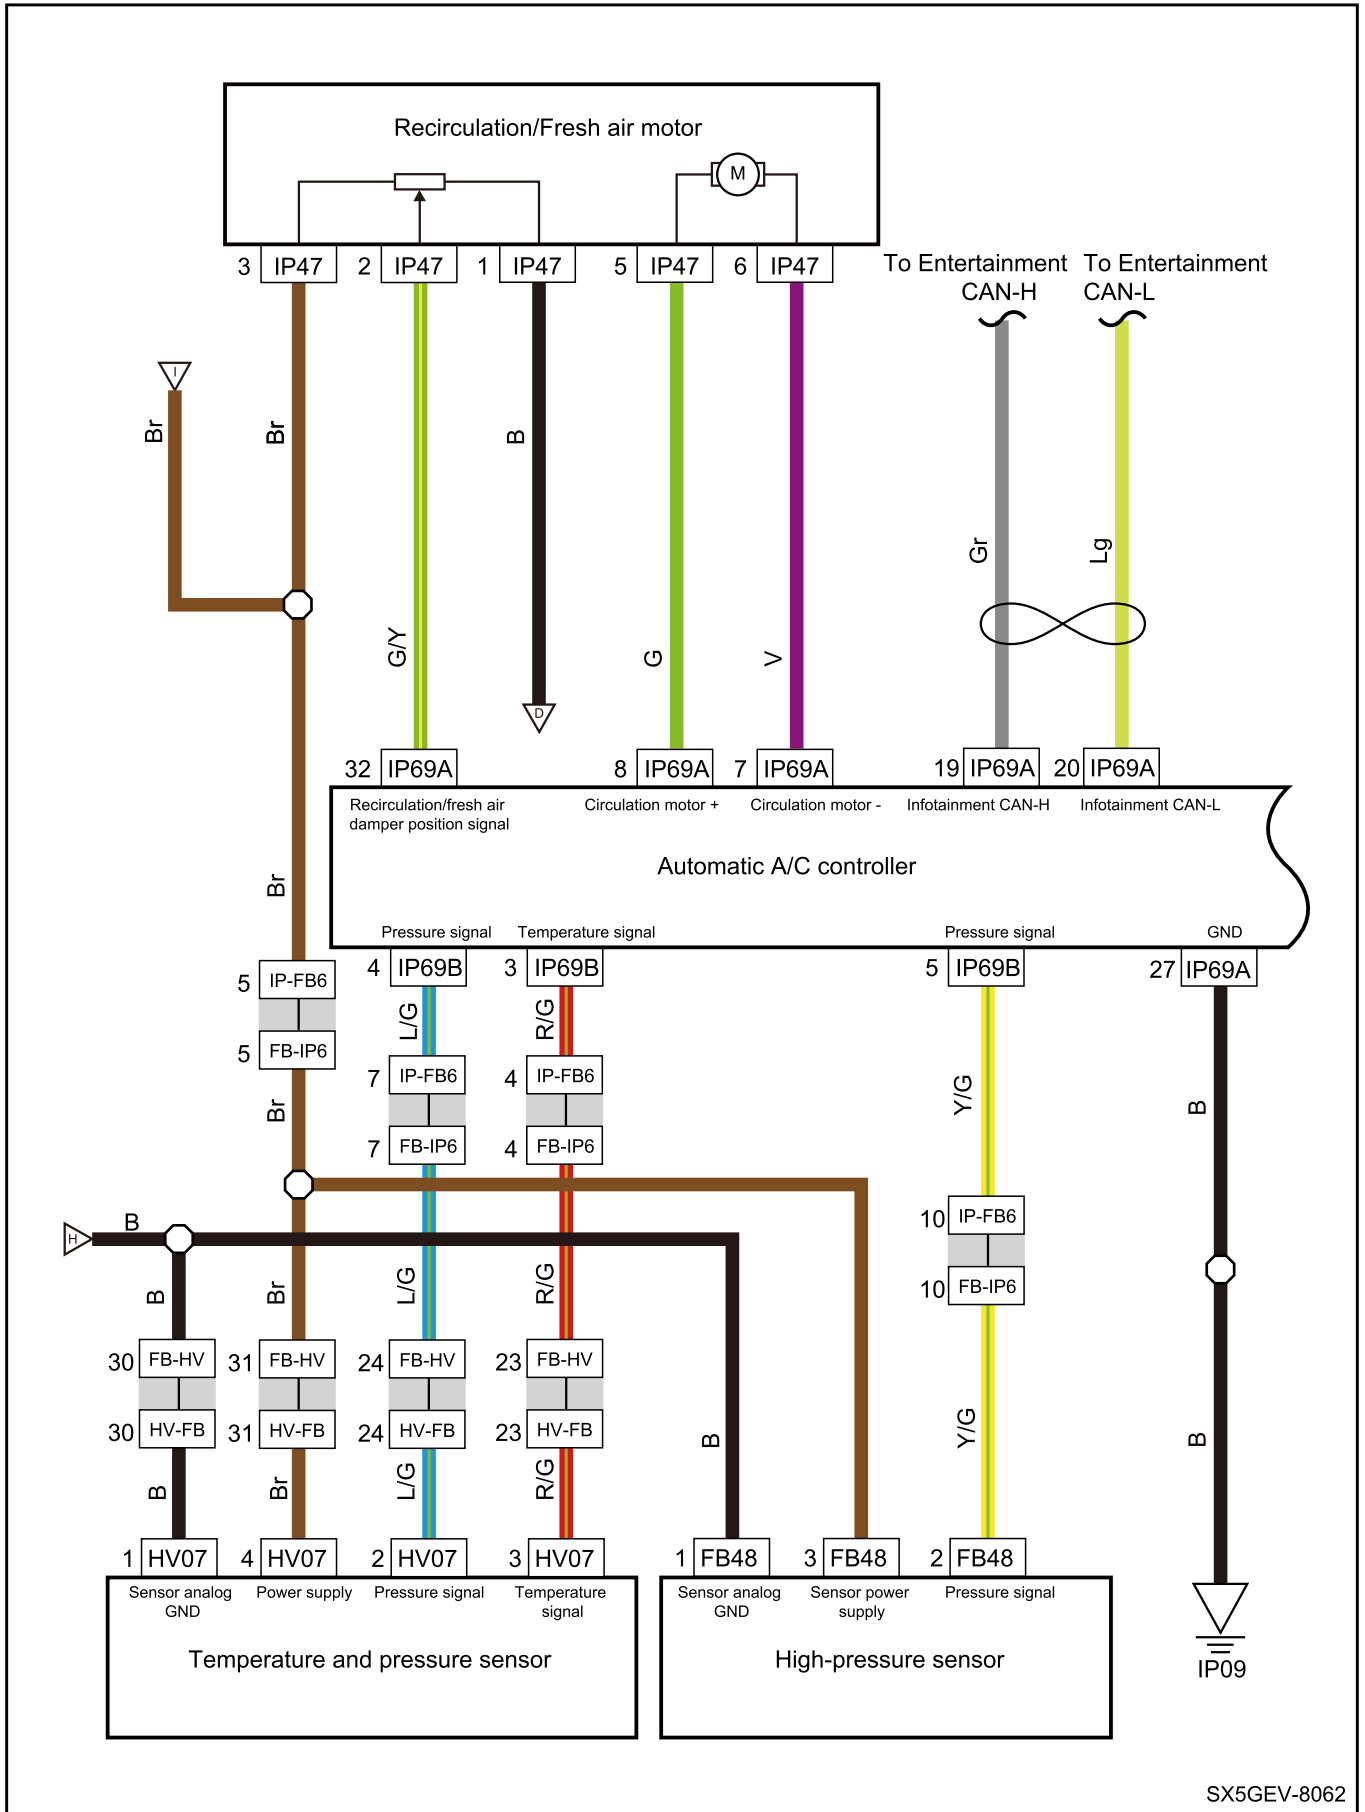 Recirculation/Fresh air motor
M
3 IP47 2 IP47 1 IP47 5 IP47 6 IP47
To Entertainment CAN-H
To Entertainment CAN-L
I
Br
Br
B
Gr
Lg
G/Y
G
V
D
32 IP69A 8 IP69A 7 IP69A 19 IP69A 20 IP69A
Recirculation/fresh air
damper position signal
Circulation motor +
Circulation motor -
Infotainment CAN-H
Infotainment CAN-L
Automatic A/C controller
Br
Pressure signal
Temperature signal
Pressure signal
GND
4 IP69B 3 IP69B 5 IP69B 27 IP69A
5 IP-FB6
L/G
R/G
5 FB-IP6
7 IP-FB6 4 IP-FB6
Br
Y/G
B
7 FB-IP6 4 FB-IP6
10 IP-FB6
H
B
10 FB-IP6
B
Br
L/G
R/G
30 FB-HV 31 FB-HV 24 FB-HV 23 FB-HV
30 HV-FB 31 HV-FB 24 HV-FB 23 HV-FB
B
Y/G
B
B
Br
L/G
R/G
1 HV07 4 HV07 2 HV07 3 HV07 1 FB48 3 FB48 2 FB48
Sensor analog
GND
Power supply
Pressure signal
Temperature
signal
Sensor analog
GND
Sensor power
supply
Pressure signal
Temperature and pressure sensor
High-pressure sensor
IP09
SX5GEV-8062